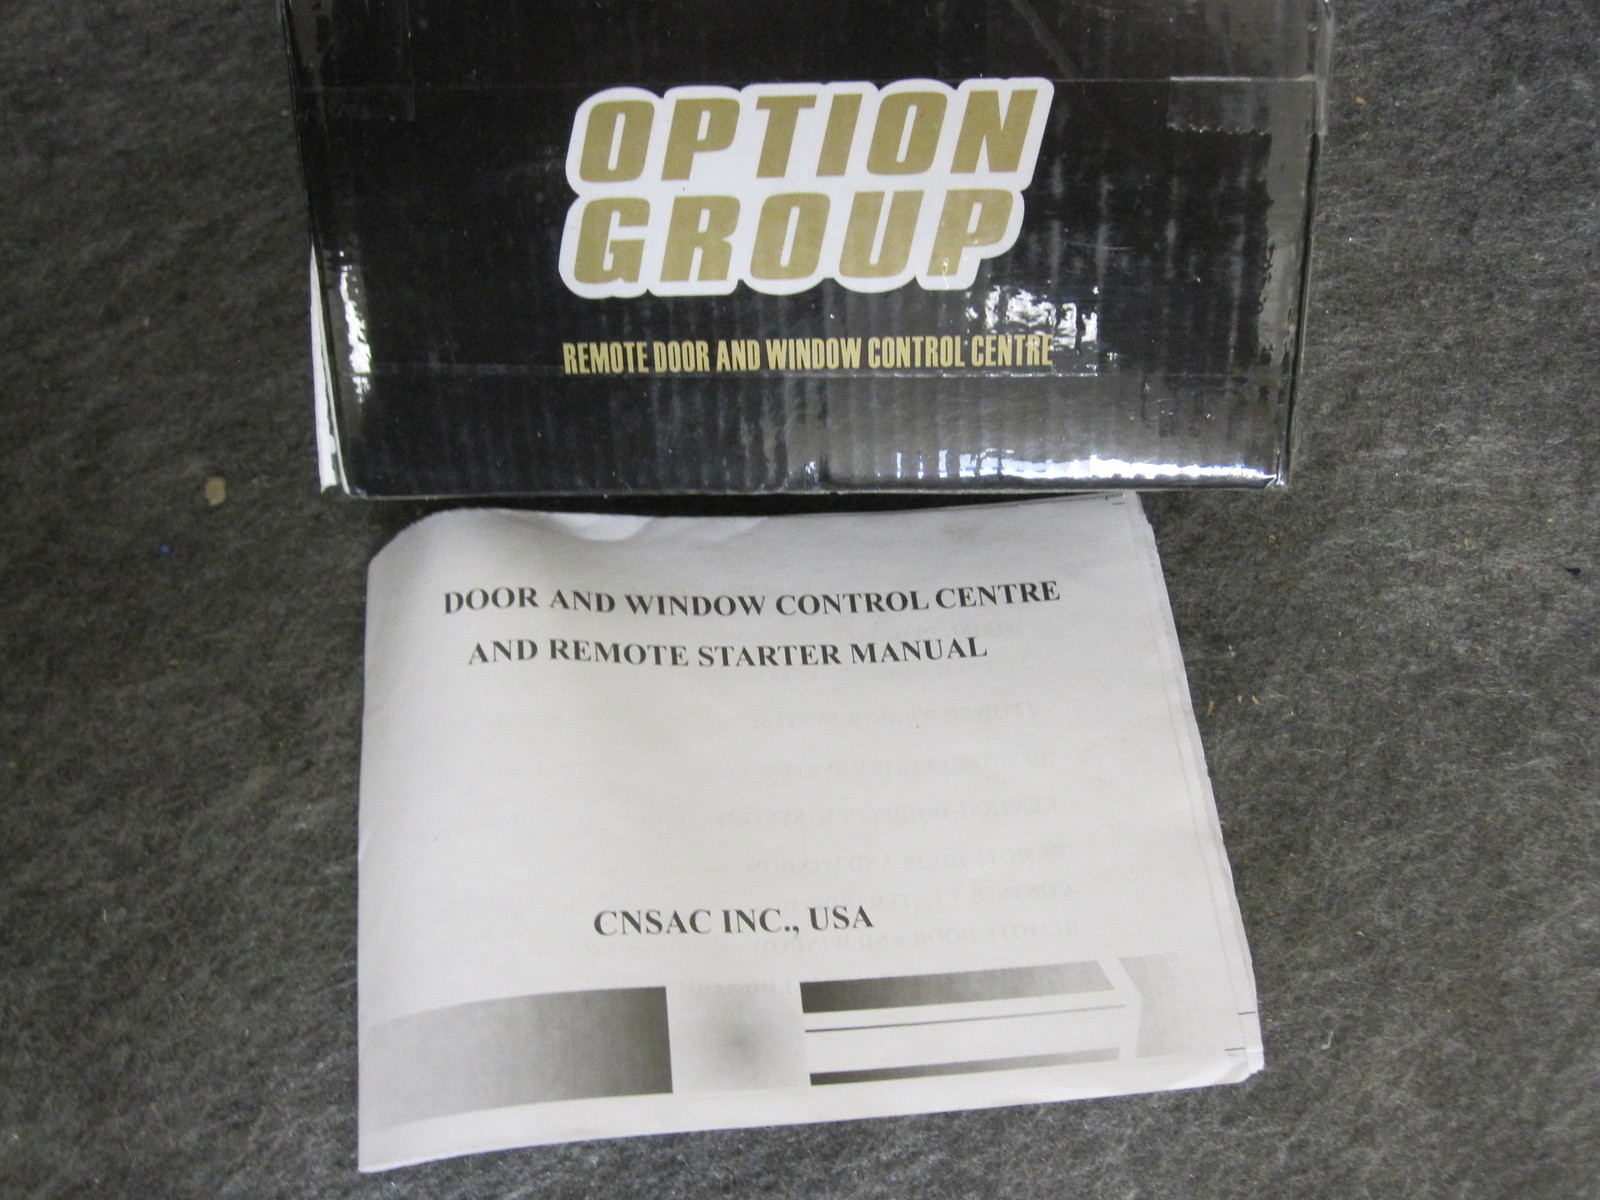 OPTION
GROUP
REMOTE DOOR AND WINDOW CONTROL CENTRE
DOOR AND WINDOW CONTROL CENTRE
AND REMOTE STARTER MANUAL
CNSAC INC., USA